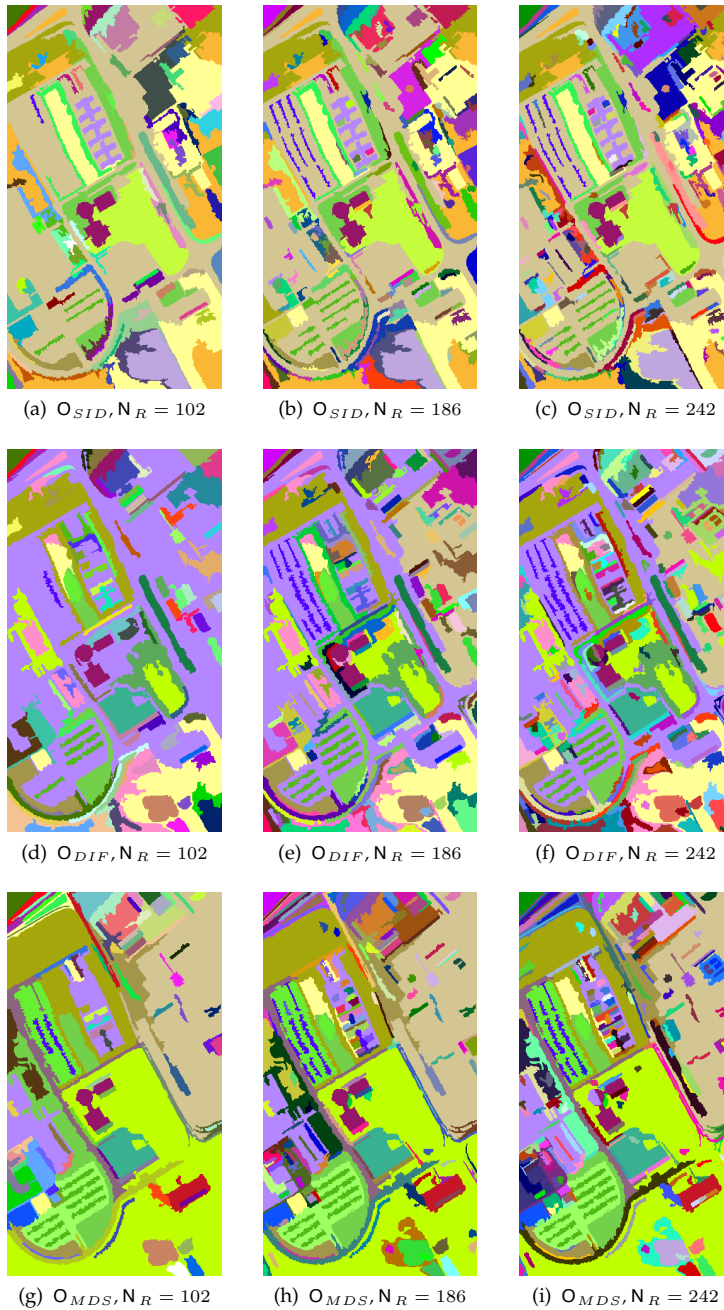 (a) O_SID, N_R = 102
(b) O_SID, N_R = 186
(c) O_SID, N_R = 242
(d) O_DIF, N_R = 102
(e) O_DIF, N_R = 186
(f) O_DIF, N_R = 242
(g) O_MDS, N_R = 102
(h) O_MDS, N_R = 186
(i) O_MDS, N_R = 242